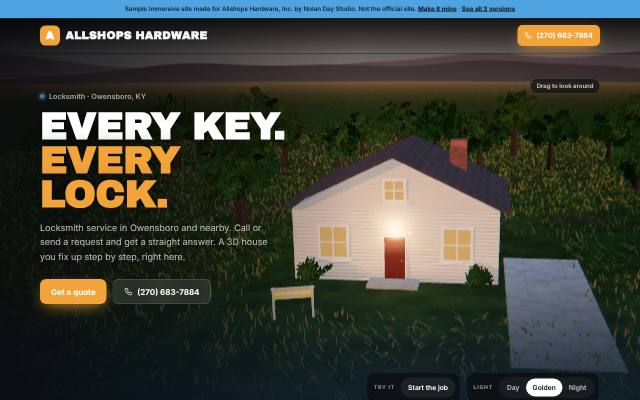 Sample Immersive site made for Allshops Hardware, Inc. by Nolan Day Studio. Not the official site. Make it mine · See all 3 versions
A ALLSHOPS HARDWARE
(270) 683-7884
Drag to look around
Locksmith · Owensboro, KY
EVERY KEY.
EVERY
LOCK.
Locksmith service in Owensboro and nearby. Call or
send a request and get a straight answer. A 3D house
you fix up step by step, right here.
Get a quote
(270) 683-7884
TRY IT Start the job LIGHT Day Golden Night